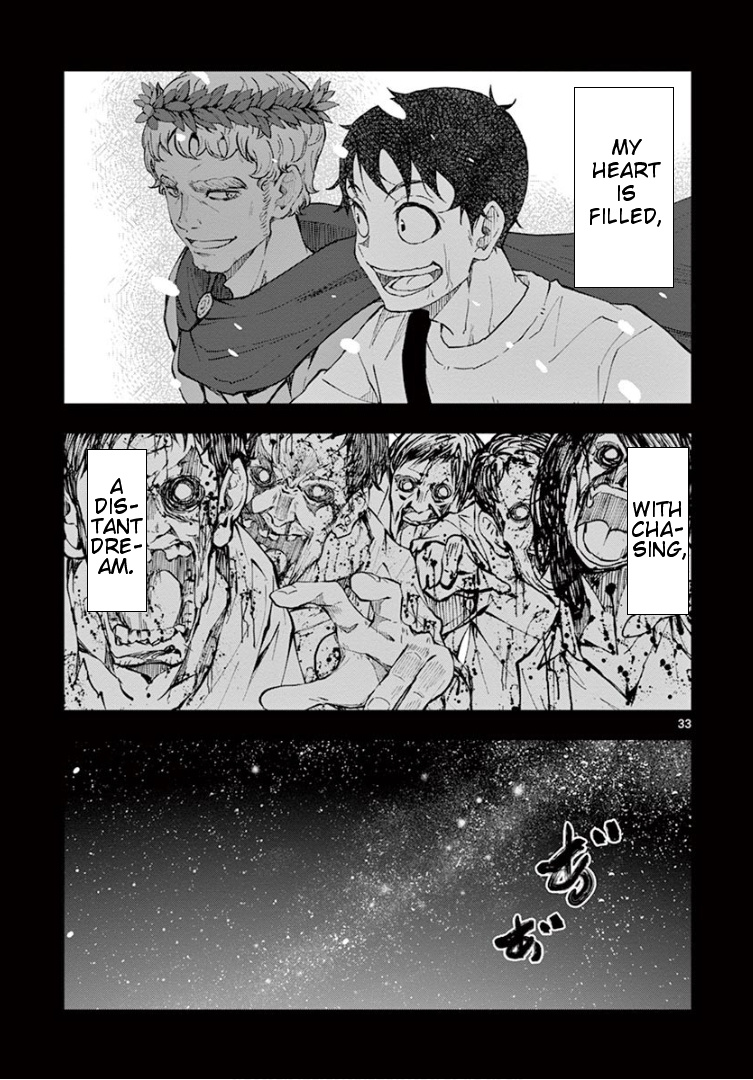 MY
HEART
IS
FILLED,
WITH
CHA-
SING,
A
DIS-
TANT
DRE-
AM.
33
あ゛あ゛